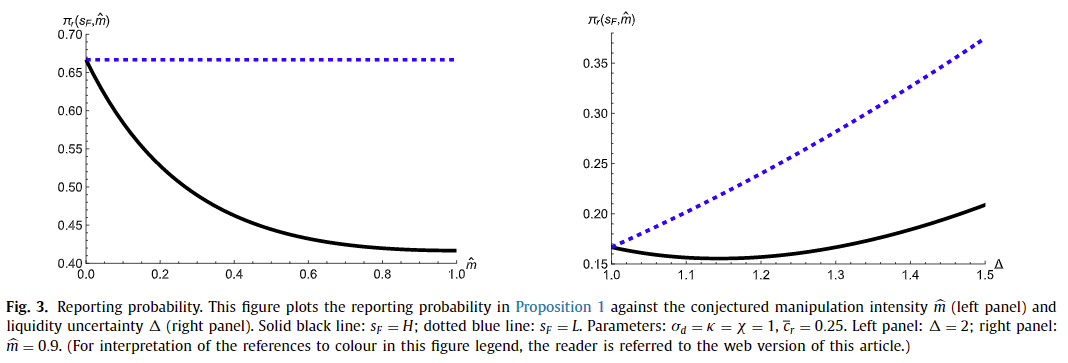 πᵣ(s_F,m̂)
0.70
0.65
0.60
0.55
0.50
0.45
0.40
0.0 0.2 0.4 0.6 0.8 1.0 m̂
πᵣ(s_F,m̂)
0.35
0.30
0.25
0.20
0.15
1.0 1.1 1.2 1.3 1.4 1.5 Δ
Fig. 3. Reporting probability. This figure plots the reporting probability in Proposition 1 against the conjectured manipulation intensity m̂ (left panel) and
liquidity uncertainty Δ (right panel). Solid black line: s_F = H; dotted blue line: s_F = L. Parameters: σ_d = κ = χ = 1, c̅ᵣ = 0.25. Left panel: Δ = 2; right panel:
m̂ = 0.9. (For interpretation of the references to colour in this figure legend, the reader is referred to the web version of this article.)